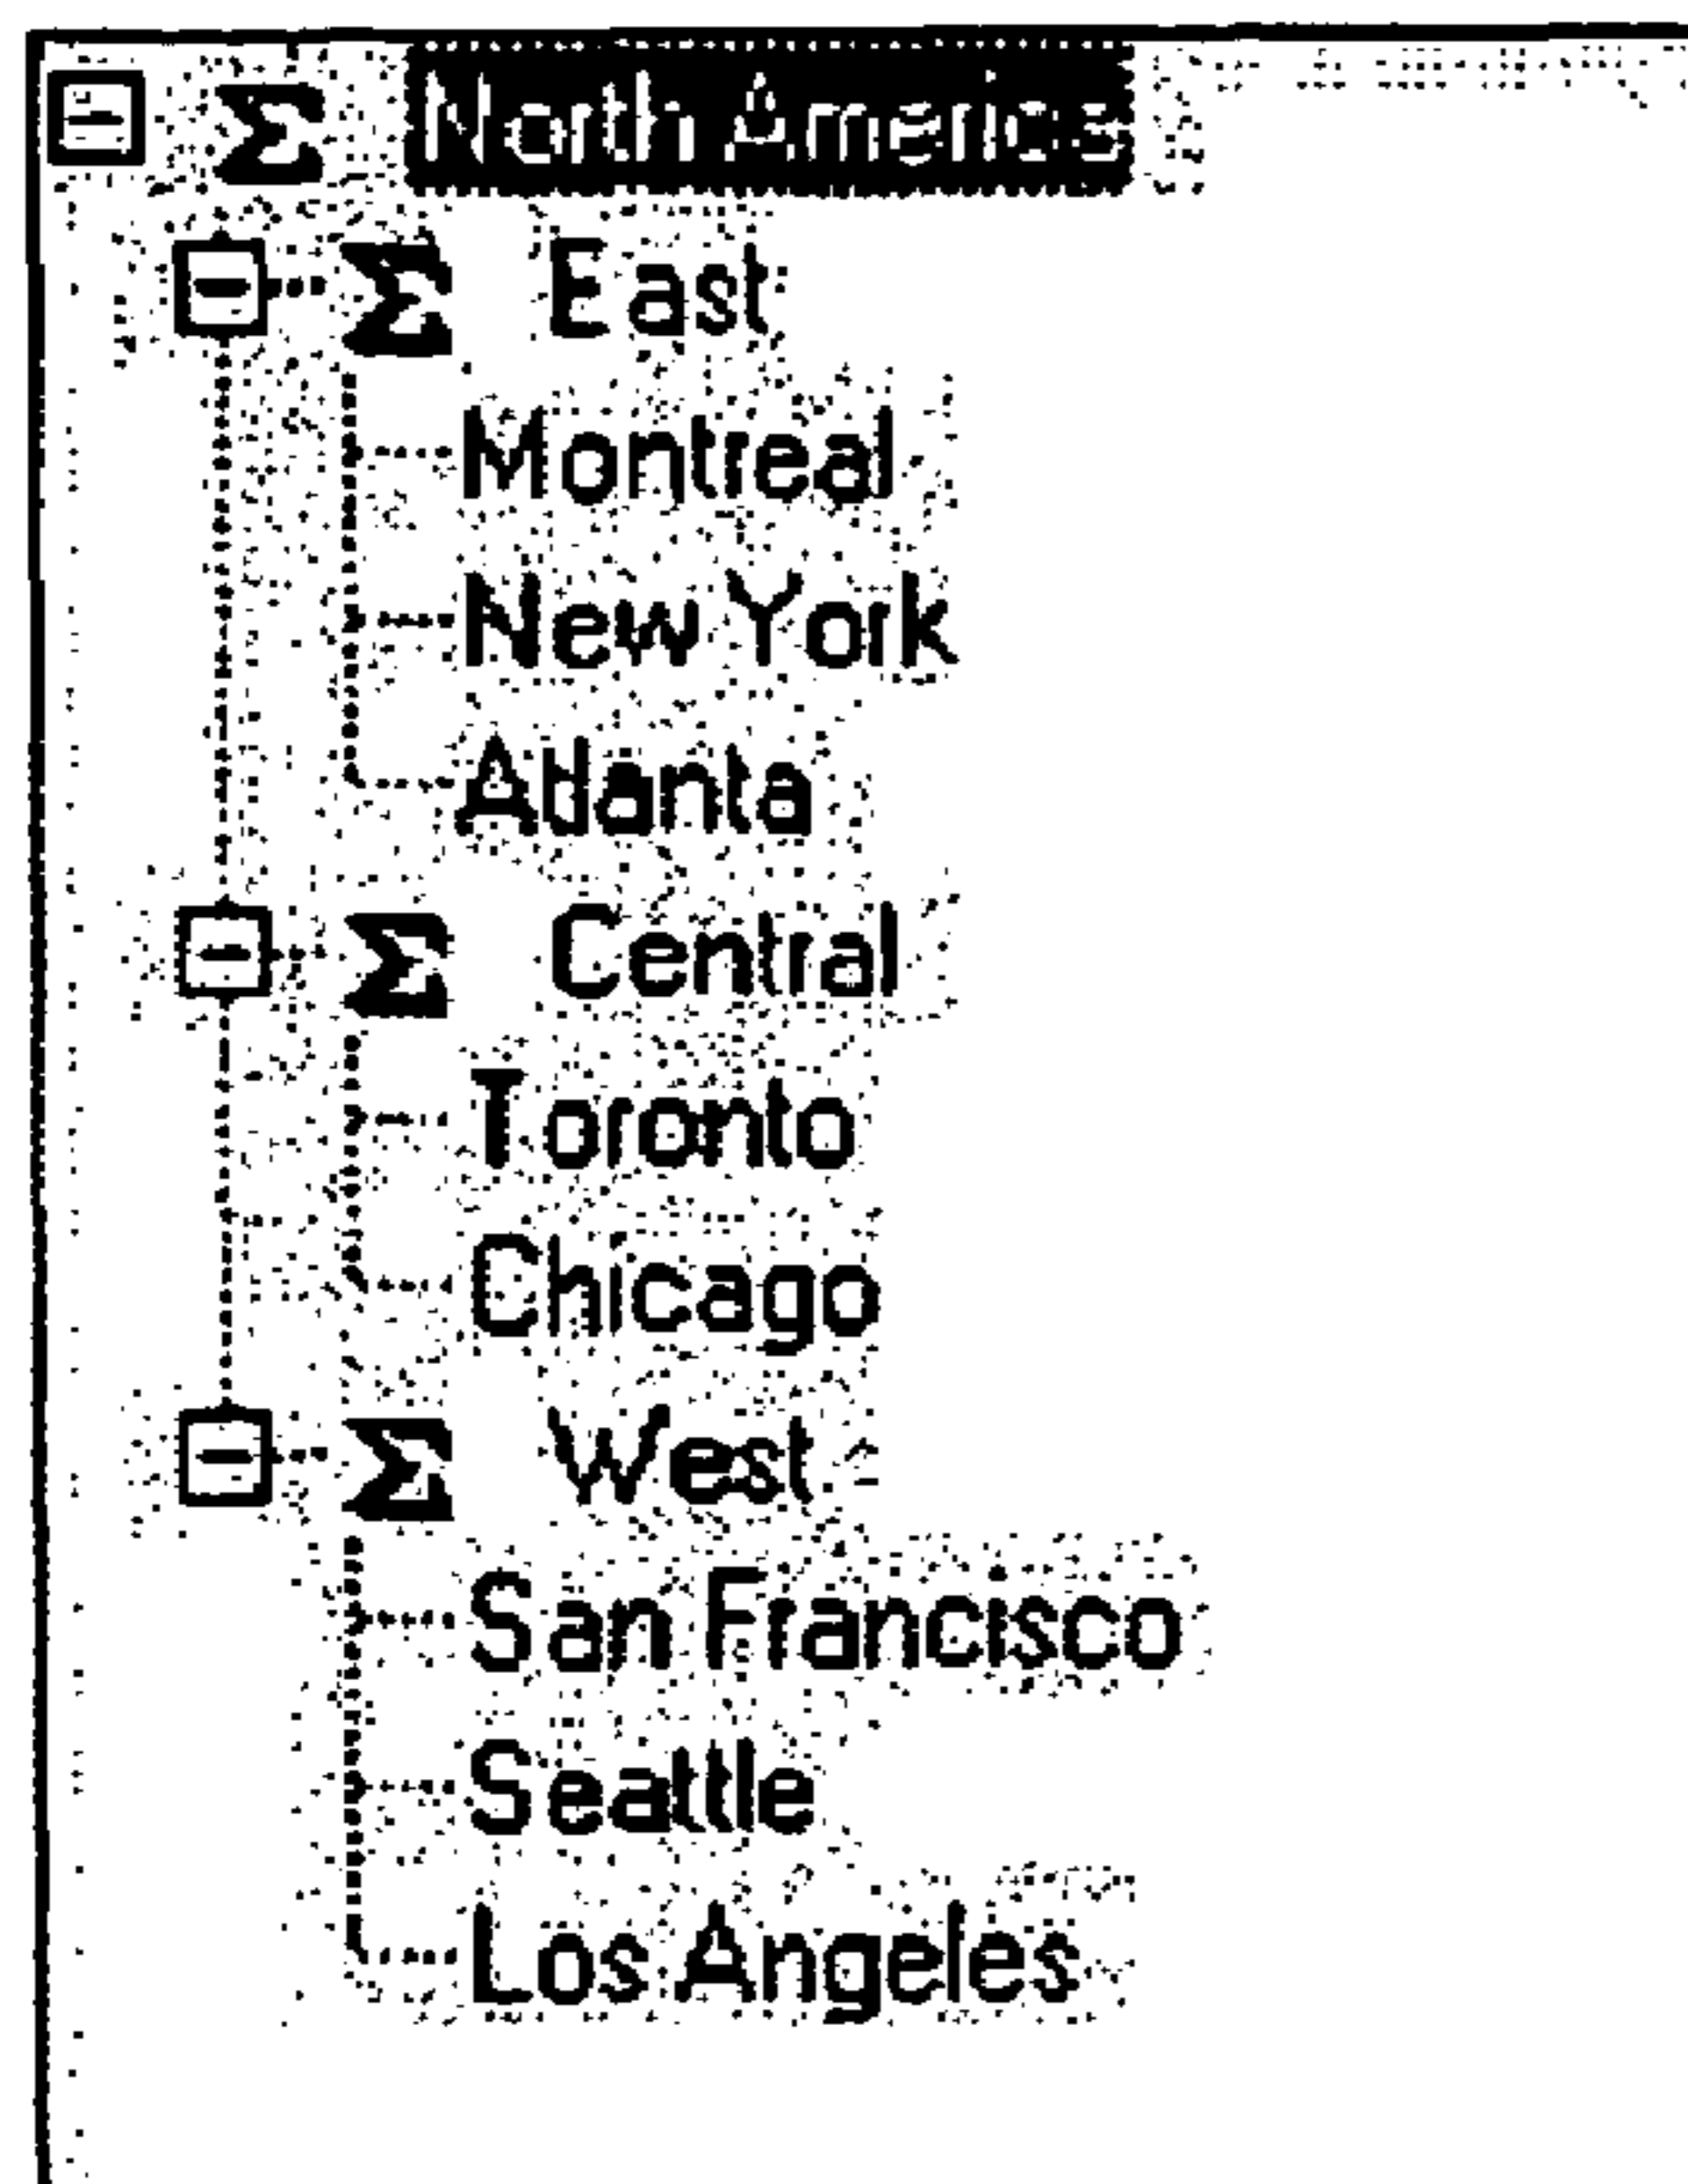 Σ North America
Σ East
Montreal
New York
Atlanta
Σ Central
Toronto
Chicago
Σ West
San Francisco
Seattle
Los Angeles